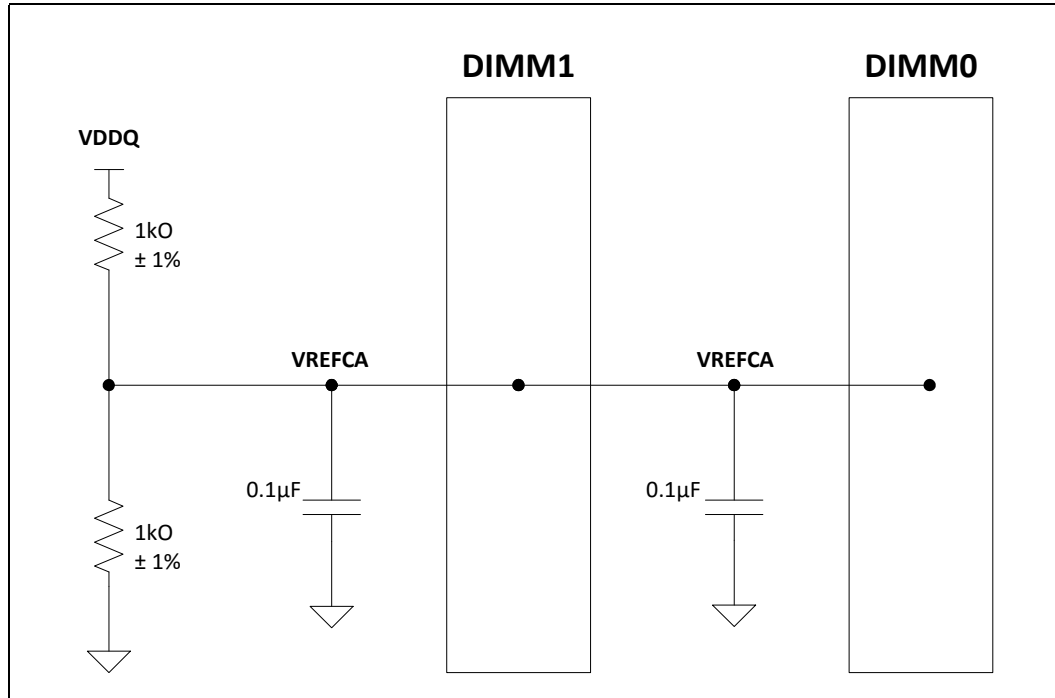 DIMM1
DIMM0
VDDQ
1kO
± 1%
VREFCA
VREFCA
0.1µF
0.1µF
1kO
± 1%